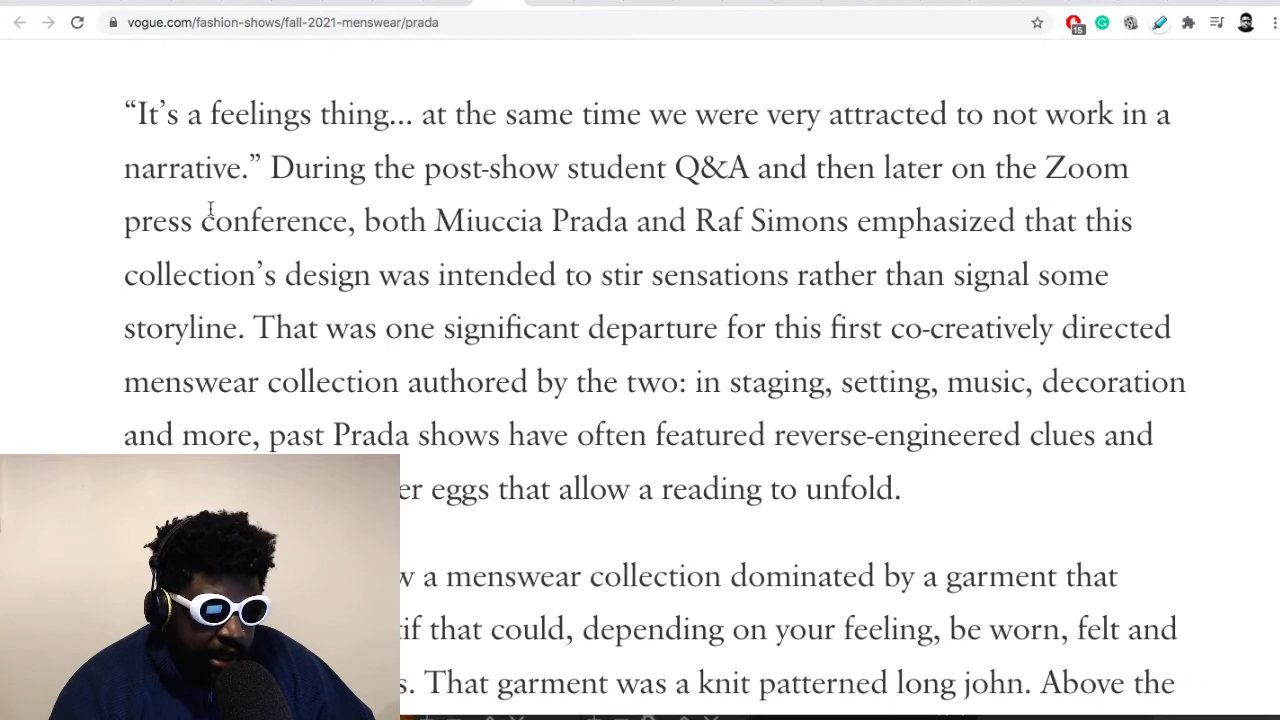 vogue.com/fashion-shows/fall-2021-menswear/prada
15
“It’s a feelings thing... at the same time we were very attracted to not work in a
narrative.” During the post-show student Q&A and then later on the Zoom
press conference, both Miuccia Prada and Raf Simons emphasized that this
collection’s design was intended to stir sensations rather than signal some
storyline. That was one significant departure for this first co-creatively directed
menswear collection authored by the two: in staging, setting, music, decoration
and more, past Prada shows have often featured reverse-engineered clues and
eggs that allow a reading to unfold.
a menswear collection dominated by a garment that
that could, depending on your feeling, be worn, felt and
That garment was a knit patterned long john. Above the